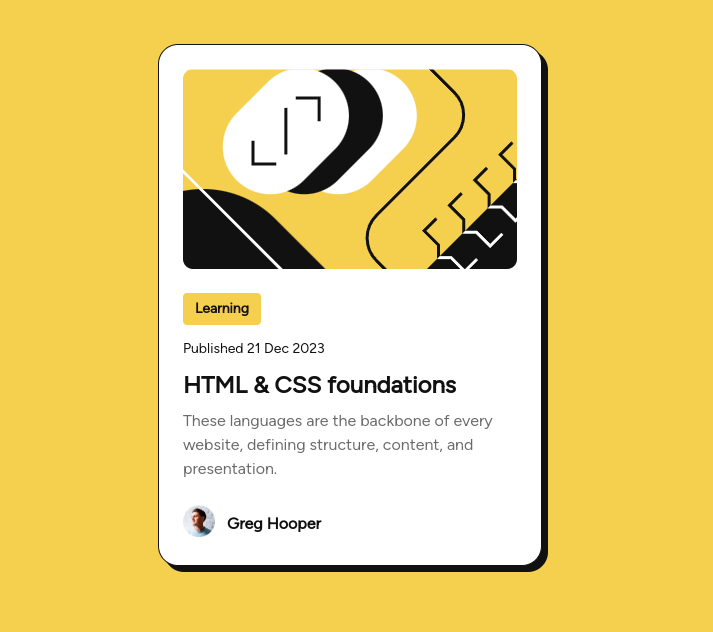 Learning
Published 21 Dec 2023
HTML & CSS foundations
These languages are the backbone of every
website, defining structure, content, and
presentation.
Greg Hooper